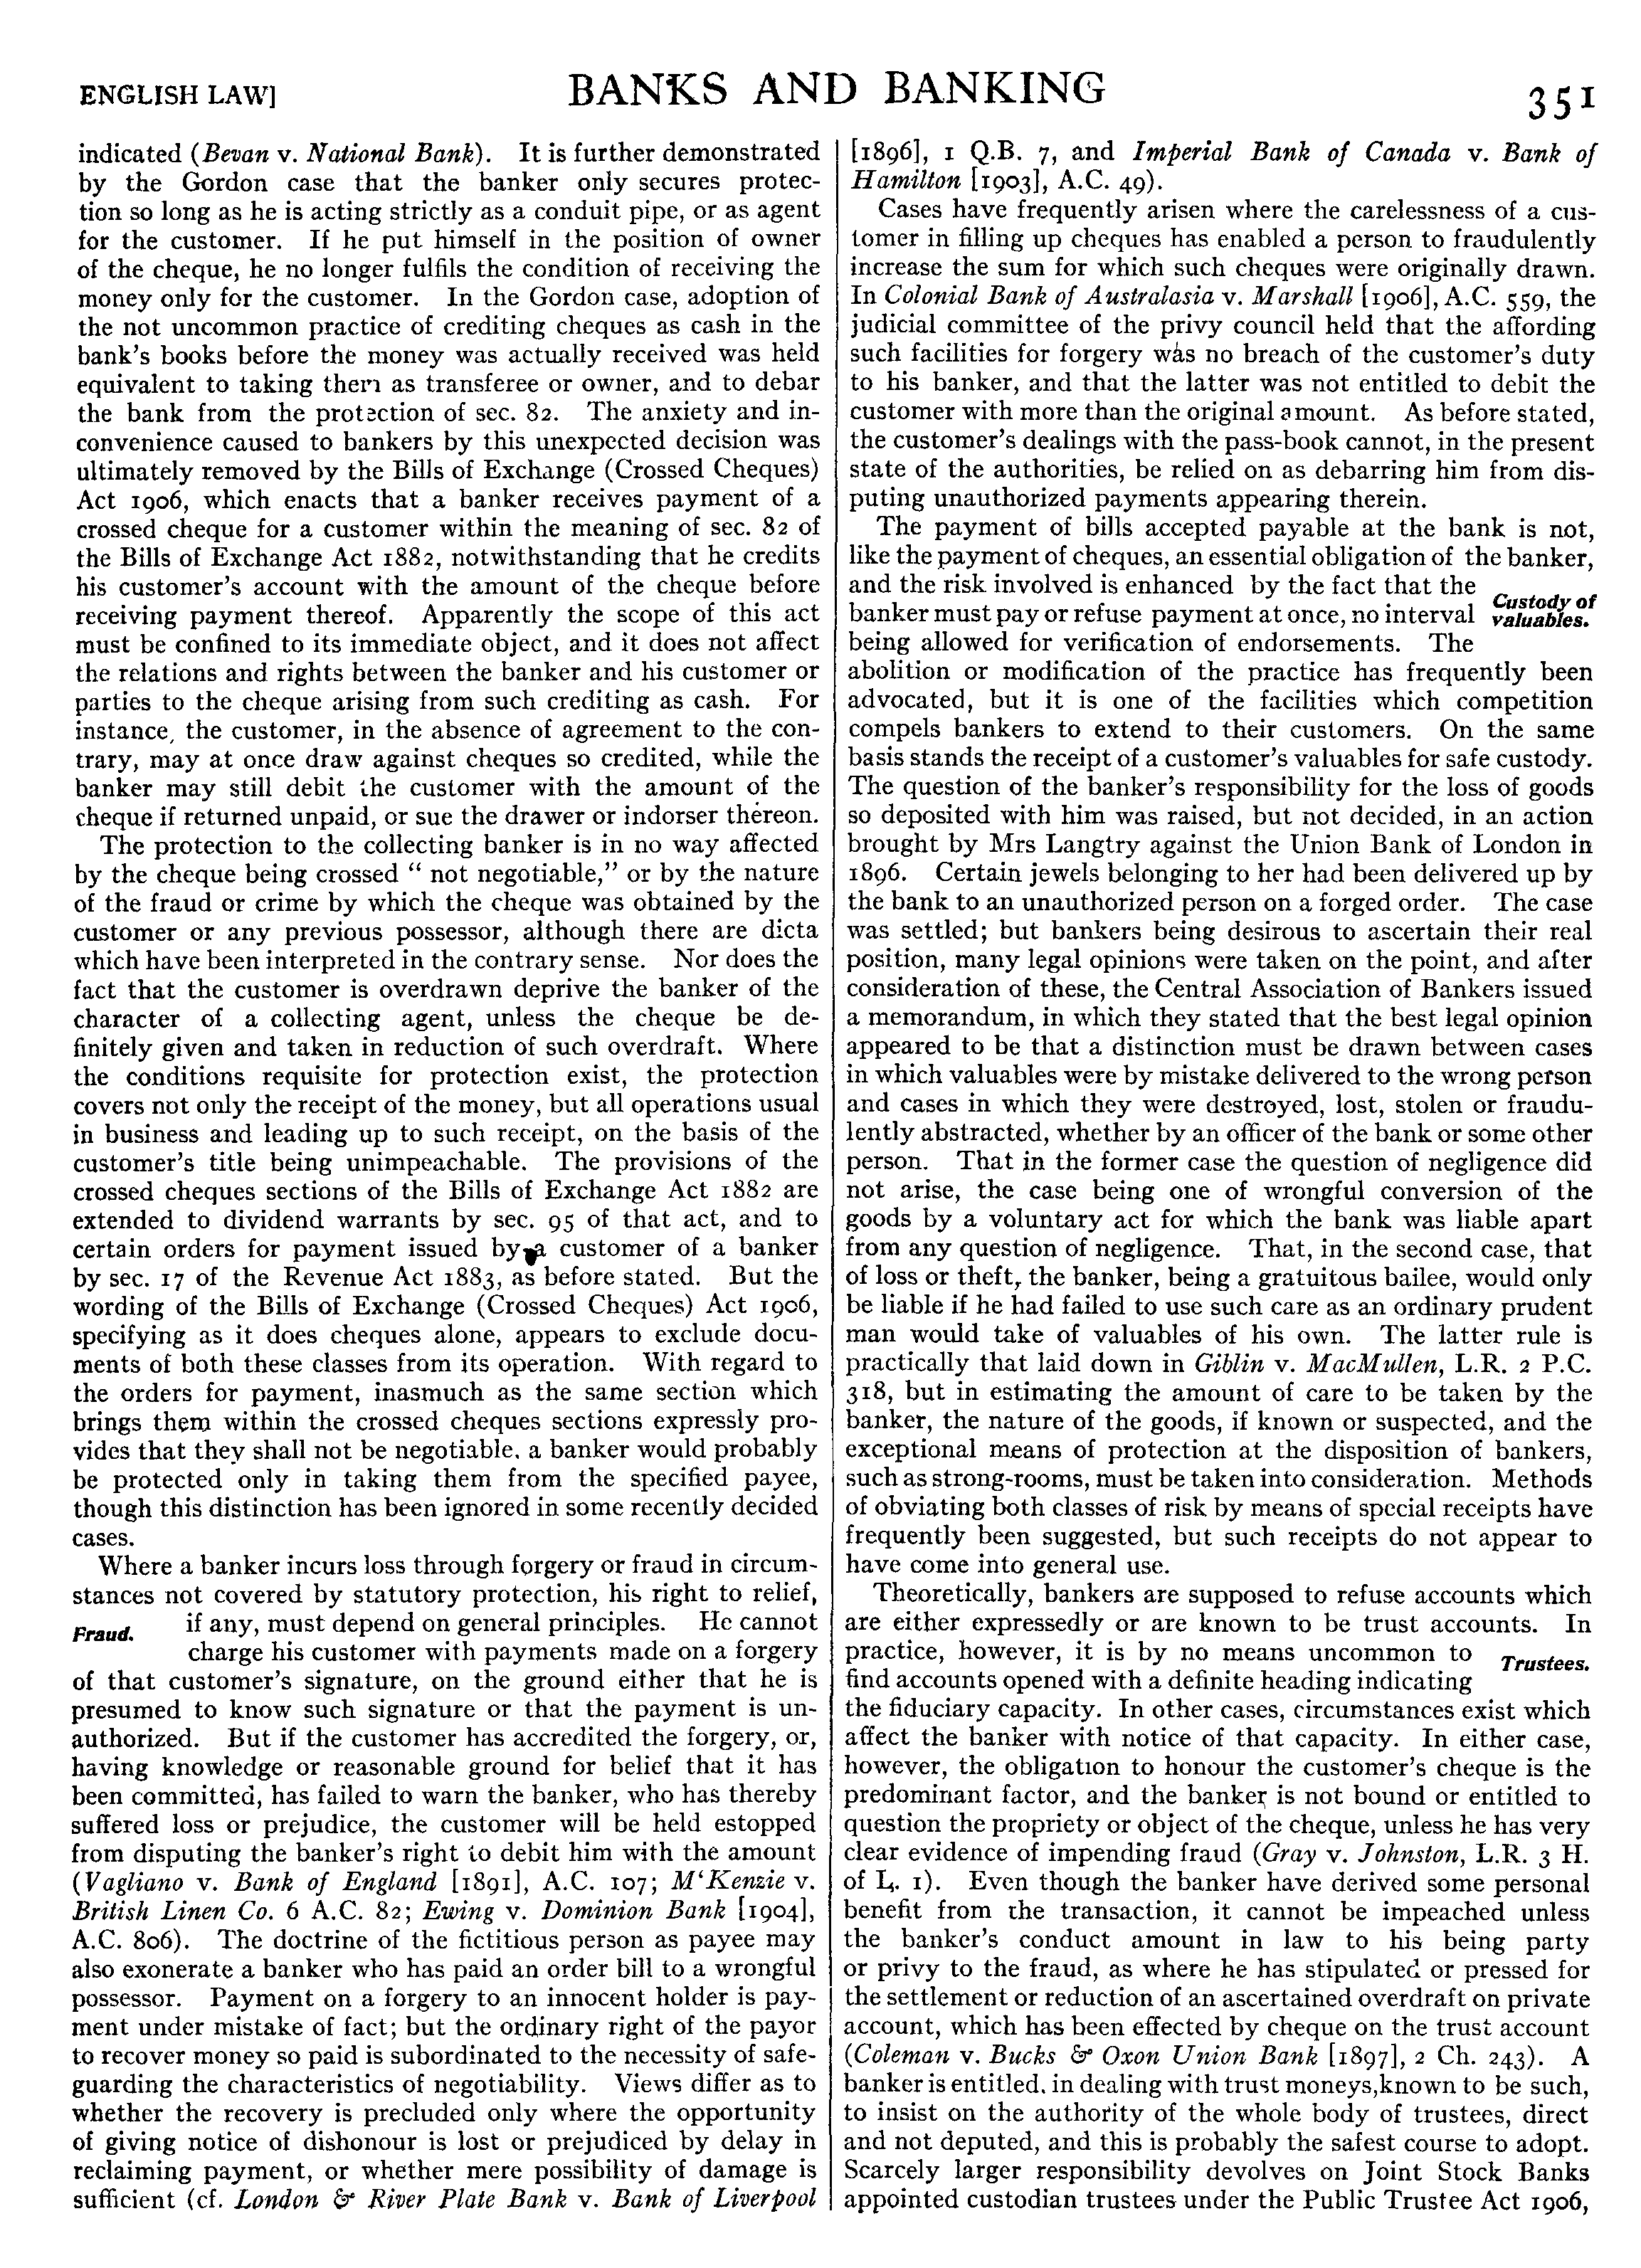 ENGLISH LAW]
BANKS AND BANKING
351
indicated (Bevan v. National Bank). It is further demonstrated
by the Gordon case that the banker only secures protec-
tion so long as he is acting strictly as a conduit pipe, or as agent
for the customer. If he put himself in the position of owner
of the cheque, he no longer fulfils the condition of receiving the
money only for the customer. In the Gordon case, adoption of
the not uncommon practice of crediting cheques as cash in the
bank's books before the money was actually received was held
equivalent to taking them as transferee or owner, and to debar
the bank from the protection of sec. 82. The anxiety and in-
convenience caused to bankers by this unexpected decision was
ultimately removed by the Bills of Exchange (Crossed Cheques)
Act 1906, which enacts that a banker receives payment of a
crossed cheque for a customer within the meaning of sec. 82 of
the Bills of Exchange Act 1882, notwithstanding that he credits
his customer's account with the amount of the cheque before
receiving payment thereof. Apparently the scope of this act
must be confined to its immediate object, and it does not affect
the relations and rights between the banker and his customer or
parties to the cheque arising from such crediting as cash. For
instance, the customer, in the absence of agreement to the con-
trary, may at once draw against cheques so credited, while the
banker may still debit the customer with the amount of the
cheque if returned unpaid, or sue the drawer or indorser thereon.
The protection to the collecting banker is in no way affected
by the cheque being crossed " not negotiable," or by the nature
of the fraud or crime by which the cheque was obtained by the
customer or any previous possessor, although there are dicta
which have been interpreted in the contrary sense. Nor does the
fact that the customer is overdrawn deprive the banker of the
character of a collecting agent, unless the cheque be de-
finitely given and taken in reduction of such overdraft. Where
the conditions requisite for protection exist, the protection
covers not only the receipt of the money, but all operations usual
in business and leading up to such receipt, on the basis of the
customer's title being unimpeachable. The provisions of the
crossed cheques sections of the Bills of Exchange Act 1882 are
extended to dividend warrants by sec. 95 of that act, and to
certain orders for payment issued by a customer of a banker
by sec. 17 of the Revenue Act 1883, as before stated. But the
wording of the Bills of Exchange (Crossed Cheques) Act 1906,
specifying as it does cheques alone, appears to exclude docu-
ments of both these classes from its operation. With regard to
the orders for payment, inasmuch as the same section which
brings them within the crossed cheques sections expressly pro-
vides that they shall not be negotiable, a banker would probably
be protected only in taking them from the specified payee,
though this distinction has been ignored in some recently decided
cases.
Where a banker incurs loss through forgery or fraud in circum-
stances not covered by statutory protection, his right to relief,
if any, must depend on general principles. He cannot
Fraud.
charge his customer with payments made on a forgery
of that customer's signature, on the ground either that he is
presumed to know such signature or that the payment is un-
authorized. But if the customer has accredited the forgery, or,
having knowledge or reasonable ground for belief that it has
been committed, has failed to warn the banker, who has thereby
suffered loss or prejudice, the customer will be held estopped
from disputing the banker's right to debit him with the amount
(Vagliano v. Bank of England [1891], A.C. 107; M'Kenzie v.
British Linen Co. 6 A.C. 82; Ewing v. Dominion Bank [1904],
A.C. 806). The doctrine of the fictitious person as payee may
also exonerate a banker who has paid an order bill to a wrongful
possessor. Payment on a forgery to an innocent holder is pay-
ment under mistake of fact; but the ordinary right of the payor
to recover money so paid is subordinated to the necessity of safe-
guarding the characteristics of negotiability. Views differ as to
whether the recovery is precluded only where the opportunity
of giving notice of dishonour is lost or prejudiced by delay in
reclaiming payment, or whether mere possibility of damage is
sufficient (cf. London & River Plate Bank v. Bank of Liverpool
[1896], 1 Q.B. 7, and Imperial Bank of Canada v. Bank of
Hamilton [1903], A.C. 49).
Cases have frequently arisen where the carelessness of a cus-
tomer in filling up cheques has enabled a person to fraudulently
increase the sum for which such cheques were originally drawn.
In Colonial Bank of Australasia v. Marshall [1906], A.C. 559, the
judicial committee of the privy council held that the affording
such facilities for forgery was no breach of the customer's duty
to his banker, and that the latter was not entitled to debit the
customer with more than the original amount. As before stated,
the customer's dealings with the pass-book cannot, in the present
state of the authorities, be relied on as debarring him from dis-
puting unauthorized payments appearing therein.
The payment of bills accepted payable at the bank is not,
like the payment of cheques, an essential obligation of the banker,
and the risk involved is enhanced by the fact that the
banker must pay or refuse payment at once, no interval
Custody of
valuables.
being allowed for verification of endorsements. The
abolition or modification of the practice has frequently been
advocated, but it is one of the facilities which competition
compels bankers to extend to their customers. On the same
basis stands the receipt of a customer's valuables for safe custody.
The question of the banker's responsibility for the loss of goods
so deposited with him was raised, but not decided, in an action
brought by Mrs Langtry against the Union Bank of London in
1896. Certain jewels belonging to her had been delivered up by
the bank to an unauthorized person on a forged order. The case
was settled; but bankers being desirous to ascertain their real
position, many legal opinions were taken on the point, and after
consideration of these, the Central Association of Bankers issued
a memorandum, in which they stated that the best legal opinion
appeared to be that a distinction must be drawn between cases
in which valuables were by mistake delivered to the wrong person
and cases in which they were destroyed, lost, stolen or fraudu-
lently abstracted, whether by an officer of the bank or some other
person. That in the former case the question of negligence did
not arise, the case being one of wrongful conversion of the
goods by a voluntary act for which the bank was liable apart
from any question of negligence. That, in the second case, that
of loss or theft, the banker, being a gratuitous bailee, would only
be liable if he had failed to use such care as an ordinary prudent
man would take of valuables of his own. The latter rule is
practically that laid down in Giblin v. MacMullen, L.R. 2 P.C.
318, but in estimating the amount of care to be taken by the
banker, the nature of the goods, if known or suspected, and the
exceptional means of protection at the disposition of bankers,
such as strong-rooms, must be taken into consideration. Methods
of obviating both classes of risk by means of special receipts have
frequently been suggested, but such receipts do not appear to
have come into general use.
Theoretically, bankers are supposed to refuse accounts which
are either expressedly or are known to be trust accounts. In
practice, however, it is by no means uncommon to
Trustees.
find accounts opened with a definite heading indicating
the fiduciary capacity. In other cases, circumstances exist which
affect the banker with notice of that capacity. In either case,
however, the obligation to honour the customer's cheque is the
predominant factor, and the banker is not bound or entitled to
question the propriety or object of the cheque, unless he has very
clear evidence of impending fraud (Gray v. Johnston, L.R. 3 H.
of L. 1). Even though the banker have derived some personal
benefit from the transaction, it cannot be impeached unless
the banker's conduct amount in law to his being party
or privy to the fraud, as where he has stipulated or pressed for
the settlement or reduction of an ascertained overdraft on private
account, which has been effected by cheque on the trust account
(Coleman v. Bucks & Oxon Union Bank [1897], 2 Ch. 243). A
banker is entitled, in dealing with trust moneys, known to be such,
to insist on the authority of the whole body of trustees, direct
and not deputed, and this is probably the safest course to adopt.
Scarcely larger responsibility devolves on Joint Stock Banks
appointed custodian trustees under the Public Trustee Act 1906,